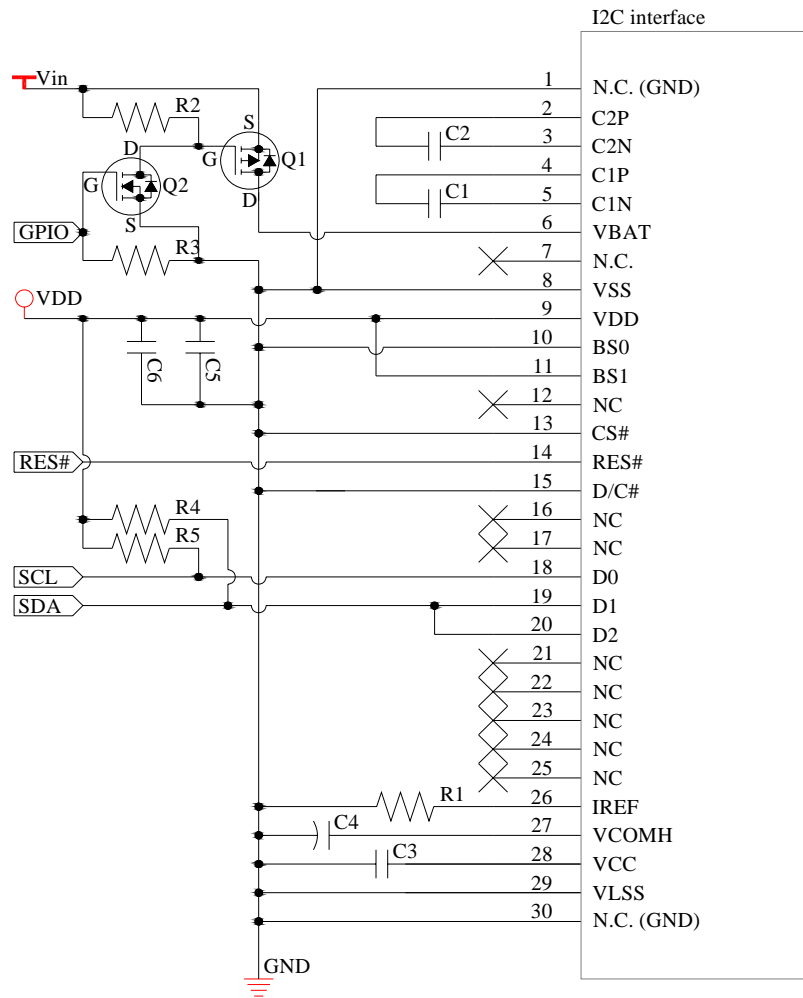 I2C interface
Vin
1 N.C. (GND)
R2
2 C2P
S
C2
3 C2N
D
G
Q1
4 C1P
G
Q2
D
C1
5 C1N
S
GPIO
6 VBAT
R3
7 N.C.
8 VSS
VDD
9 VDD
10 BS0
C6
C5
11 BS1
12 NC
13 CS#
RES#
14 RES#
15 D/C#
R4
16 NC
R5
17 NC
SCL
18 D0
SDA
19 D1
20 D2
21 NC
22 NC
23 NC
24 NC
25 NC
R1
26 IREF
C4
27 VCOMH
C3
28 VCC
29 VLSS
30 N.C. (GND)
GND